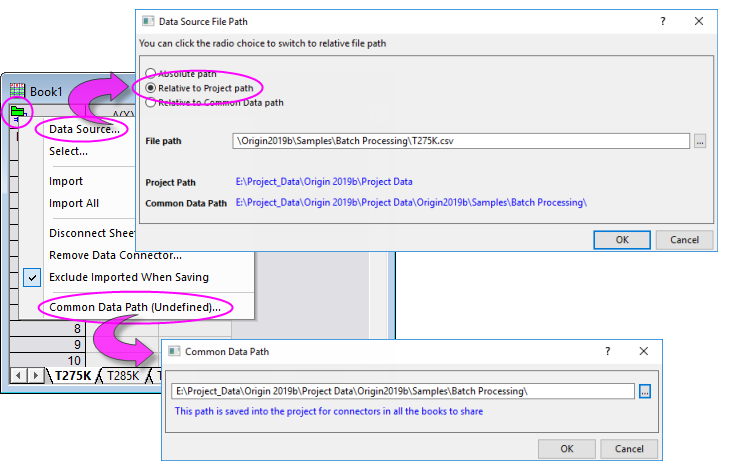 Data Source File Path
You can click the radio choice to switch to relative file path
Absolute path
Relative to Project path
Relative to Common Data path
File path \Origin2019b\Samples\Batch Processing\T275K.csv ...
Project Path E:\Project_Data\Origin 2019b\Project Data
Common Data Path E:\Project_Data\Origin 2019b\Project Data\Origin2019b\Samples\Batch Processing\
OK Cancel
Book1
A(X)
Data Source...
Select...
Import
Import All
Disconnect Sheet
Remove Data Connector...
Exclude Imported When Saving
Common Data Path (Undefined)...
8
9
10
T275K T285K
Common Data Path
E:\Project_Data\Origin 2019b\Project Data\Origin2019b\Samples\Batch Processing\ ...
This path is saved into the project for connectors in all the books to share
OK Cancel